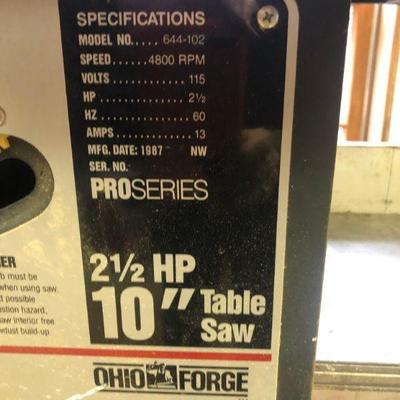 SPECIFICATIONS
MODEL NO..... 644-102
SPEED......4800 RPM
VOLTS ............. 115
HP ................. 2½
HZ .................. 60
AMPS .............. 13
MFG. DATE: 1987 NW
SER. NO.
PROSERIES
2½ HP
10" Table
Saw
OHIO FORGE
b must be
when using saw.
d possible
ustion hazard,
saw interior free
wdust build-up.